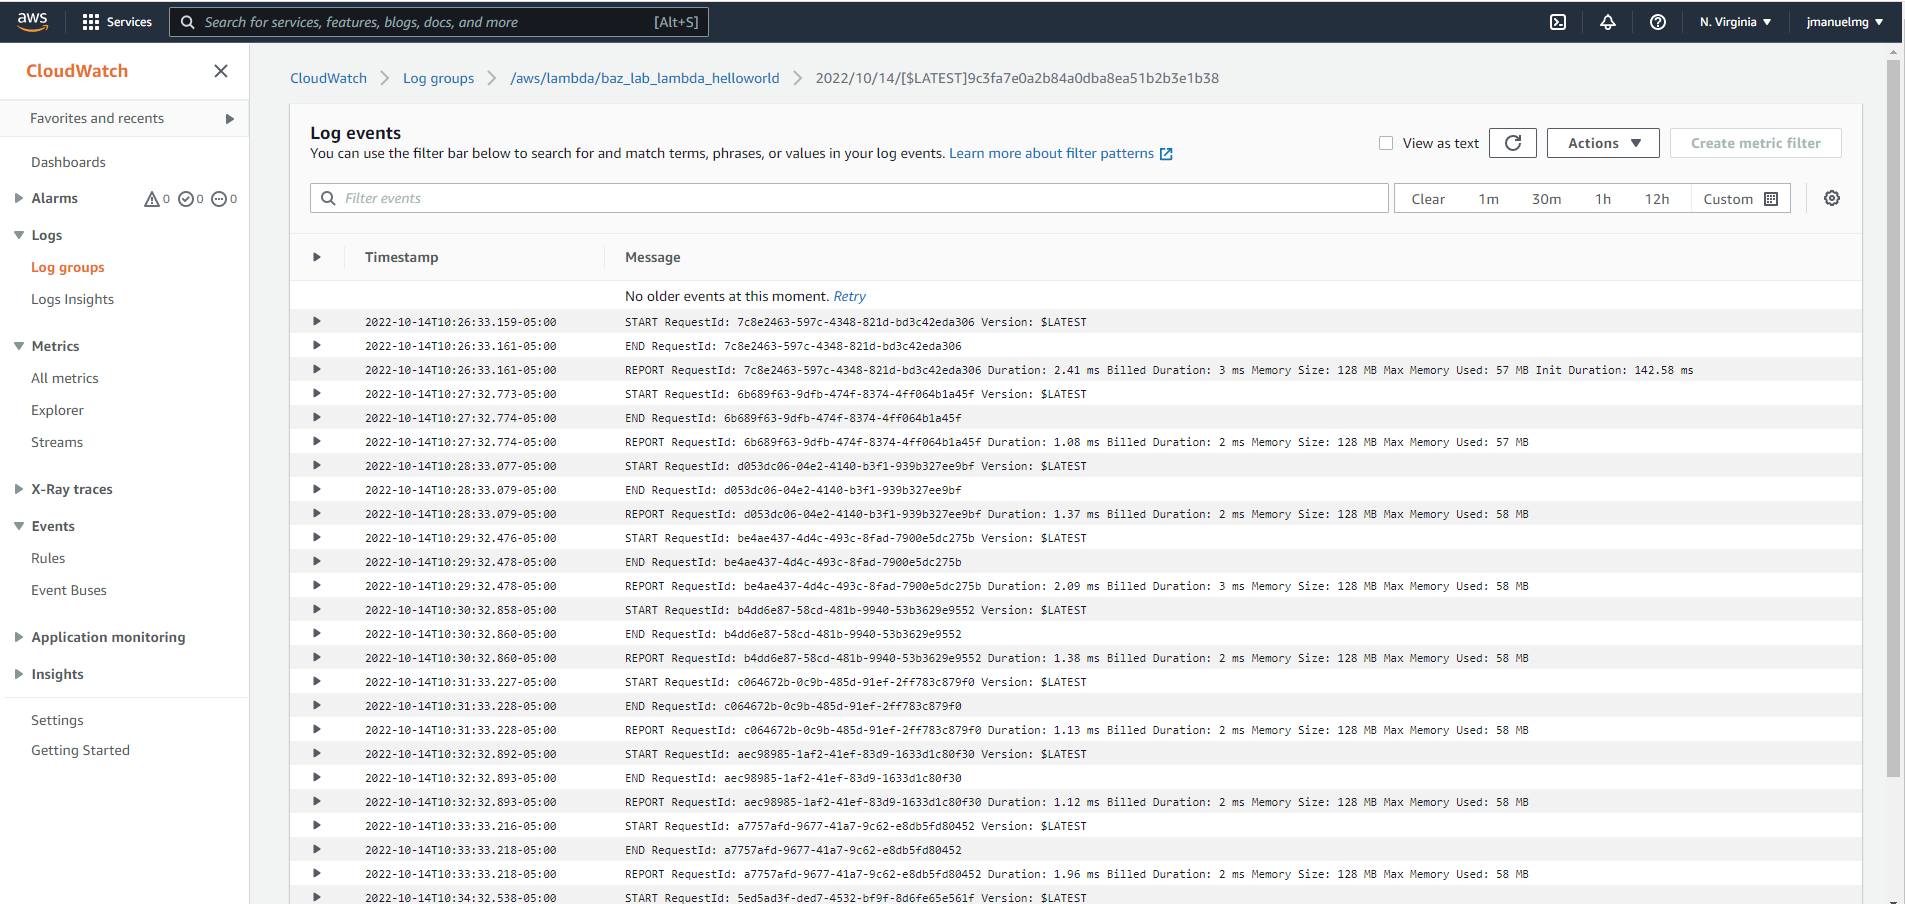 aws Services Search for services, features, blogs, docs, and more [Alt+S] N. Virginia jmanuelmg
CloudWatch
Favorites and recents
Dashboards
Alarms 0 0 0
Logs
Log groups
Logs Insights
Metrics
All metrics
Explorer
Streams
X-Ray traces
Events
Rules
Event Buses
Application monitoring
Insights
Settings
Getting Started
CloudWatch Log groups /aws/lambda/baz_lab_lambda_helloworld 2022/10/14/[$LATEST]9c3fa7e0a2b84a0dba8ea51b2b3e1b38
Log events
You can use the filter bar below to search for and match terms, phrases, or values in your log events. Learn more about filter patterns
View as text Actions Create metric filter
Filter events Clear 1m 30m 1h 12h Custom
Timestamp Message
No older events at this moment. Retry
2022-10-14T10:26:33.159-05:00 START RequestId: 7c8e2463-597c-4348-821d-bd3c42eda306 Version: $LATEST
2022-10-14T10:26:33.161-05:00 END RequestId: 7c8e2463-597c-4348-821d-bd3c42eda306
2022-10-14T10:26:33.161-05:00 REPORT RequestId: 7c8e2463-597c-4348-821d-bd3c42eda306 Duration: 2.41 ms Billed Duration: 3 ms Memory Size: 128 MB Max Memory Used: 57 MB Init Duration: 142.58 ms
2022-10-14T10:27:32.773-05:00 START RequestId: 6b689f63-9dfb-474f-8374-4ff064b1a45f Version: $LATEST
2022-10-14T10:27:32.774-05:00 END RequestId: 6b689f63-9dfb-474f-8374-4ff064b1a45f
2022-10-14T10:27:32.774-05:00 REPORT RequestId: 6b689f63-9dfb-474f-8374-4ff064b1a45f Duration: 1.08 ms Billed Duration: 2 ms Memory Size: 128 MB Max Memory Used: 57 MB
2022-10-14T10:28:33.077-05:00 START RequestId: d053dc06-04e2-4140-b3f1-939b327ee9bf Version: $LATEST
2022-10-14T10:28:33.079-05:00 END RequestId: d053dc06-04e2-4140-b3f1-939b327ee9bf
2022-10-14T10:28:33.079-05:00 REPORT RequestId: d053dc06-04e2-4140-b3f1-939b327ee9bf Duration: 1.37 ms Billed Duration: 2 ms Memory Size: 128 MB Max Memory Used: 58 MB
2022-10-14T10:29:32.476-05:00 START RequestId: be4ae437-4d4c-493c-8fad-7900e5dc275b Version: $LATEST
2022-10-14T10:29:32.478-05:00 END RequestId: be4ae437-4d4c-493c-8fad-7900e5dc275b
2022-10-14T10:29:32.478-05:00 REPORT RequestId: be4ae437-4d4c-493c-8fad-7900e5dc275b Duration: 2.09 ms Billed Duration: 3 ms Memory Size: 128 MB Max Memory Used: 58 MB
2022-10-14T10:30:32.858-05:00 START RequestId: b4dd6e87-58cd-481b-9940-53b3629e9552 Version: $LATEST
2022-10-14T10:30:32.860-05:00 END RequestId: b4dd6e87-58cd-481b-9940-53b3629e9552
2022-10-14T10:30:32.860-05:00 REPORT RequestId: b4dd6e87-58cd-481b-9940-53b3629e9552 Duration: 1.38 ms Billed Duration: 2 ms Memory Size: 128 MB Max Memory Used: 58 MB
2022-10-14T10:31:33.227-05:00 START RequestId: c064672b-0c9b-485d-91ef-2ff783c879f0 Version: $LATEST
2022-10-14T10:31:33.228-05:00 END RequestId: c064672b-0c9b-485d-91ef-2ff783c879f0
2022-10-14T10:31:33.228-05:00 REPORT RequestId: c064672b-0c9b-485d-91ef-2ff783c879f0 Duration: 1.13 ms Billed Duration: 2 ms Memory Size: 128 MB Max Memory Used: 58 MB
2022-10-14T10:32:32.892-05:00 START RequestId: aec98985-1af2-41ef-83d9-1633d1c80f30 Version: $LATEST
2022-10-14T10:32:32.893-05:00 END RequestId: aec98985-1af2-41ef-83d9-1633d1c80f30
2022-10-14T10:32:32.893-05:00 REPORT RequestId: aec98985-1af2-41ef-83d9-1633d1c80f30 Duration: 1.12 ms Billed Duration: 2 ms Memory Size: 128 MB Max Memory Used: 58 MB
2022-10-14T10:33:33.216-05:00 START RequestId: a7757afd-9677-41a7-9c62-e8db5fd80452 Version: $LATEST
2022-10-14T10:33:33.218-05:00 END RequestId: a7757afd-9677-41a7-9c62-e8db5fd80452
2022-10-14T10:33:33.218-05:00 REPORT RequestId: a7757afd-9677-41a7-9c62-e8db5fd80452 Duration: 1.96 ms Billed Duration: 2 ms Memory Size: 128 MB Max Memory Used: 58 MB
2022-10-14T10:34:32.538-05:00 START RequestId: 5ed5ad3f-ded7-4532-bf9f-8d6fe65e561f Version: $LATEST